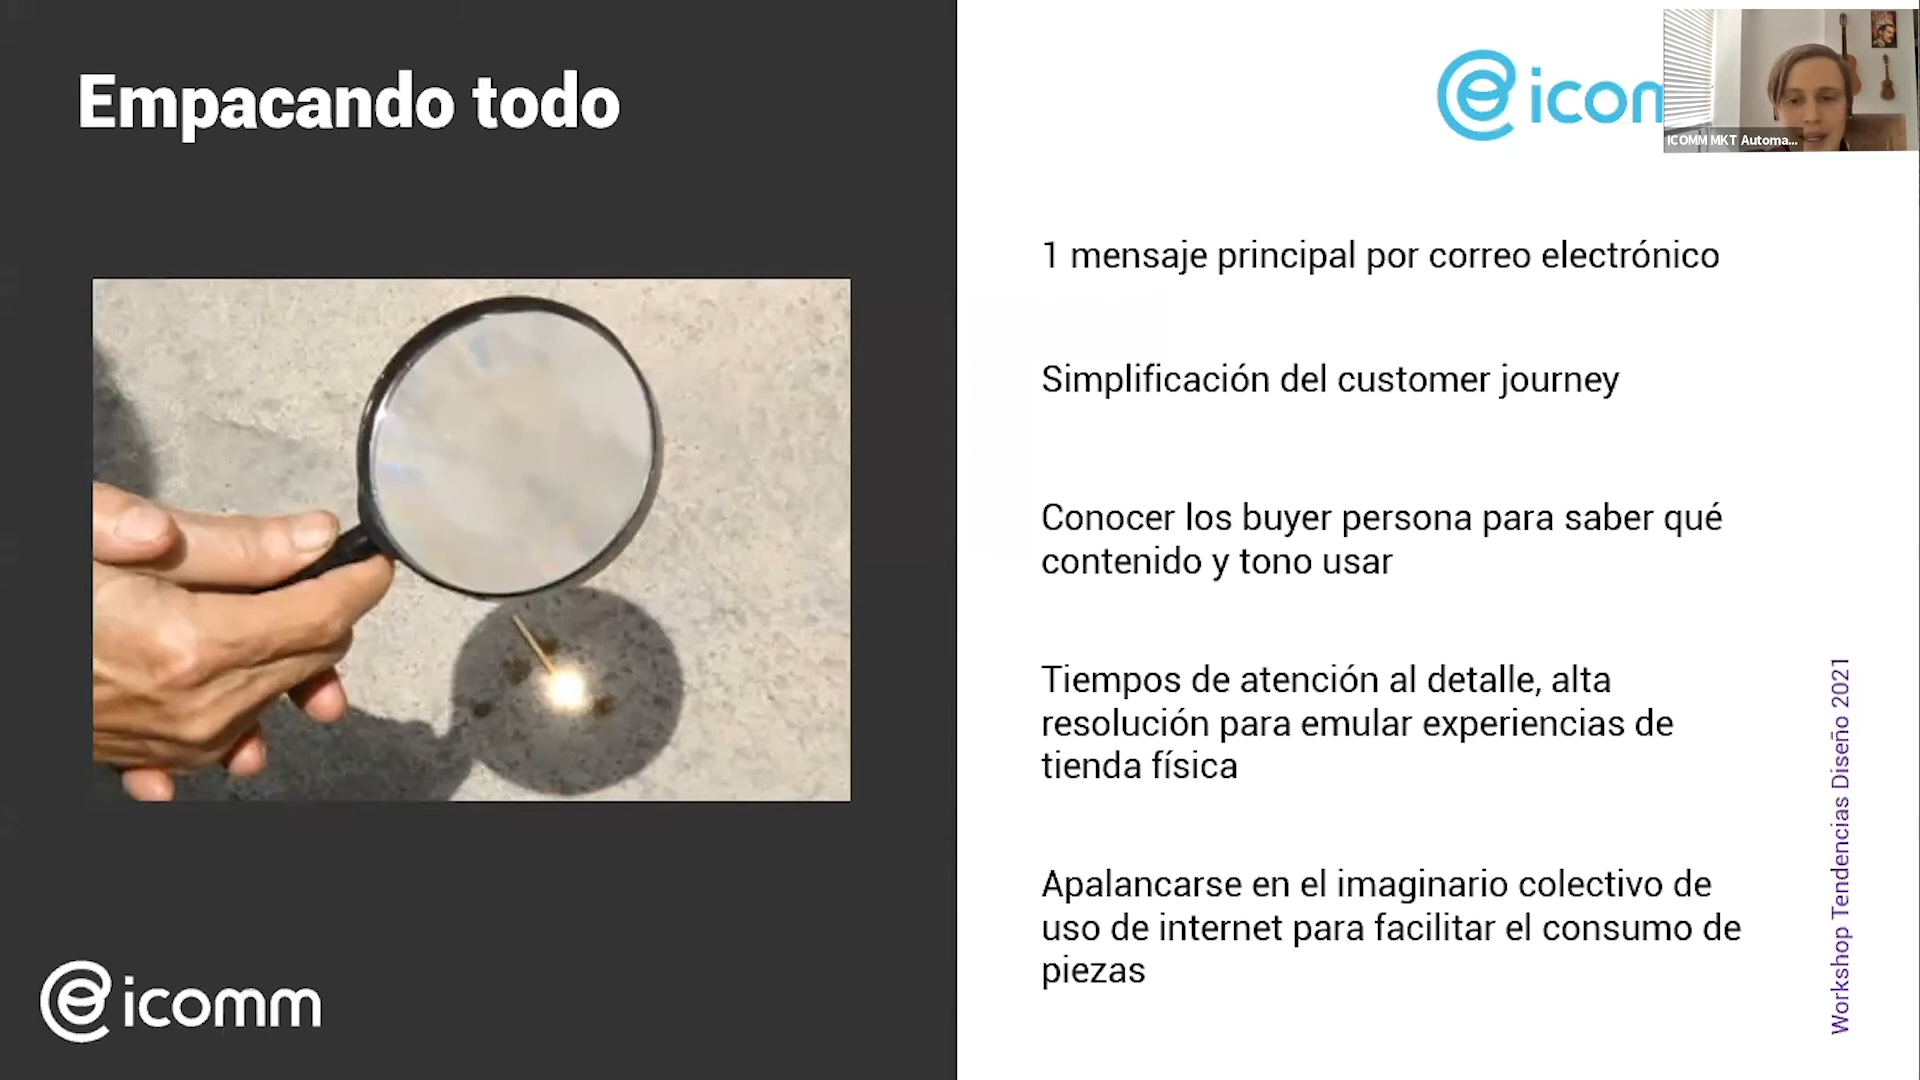 Empacando todo
icom
ICOMM MKT Automa...
1 mensaje principal por correo electrónico
Simplificación del customer journey
Conocer los buyer persona para saber qué
contenido y tono usar
Tiempos de atención al detalle, alta
resolución para emular experiencias de
tienda física
Apalancarse en el imaginario colectivo de
uso de internet para facilitar el consumo de
piezas
Workshop Tendencias Diseño 2021
icomm